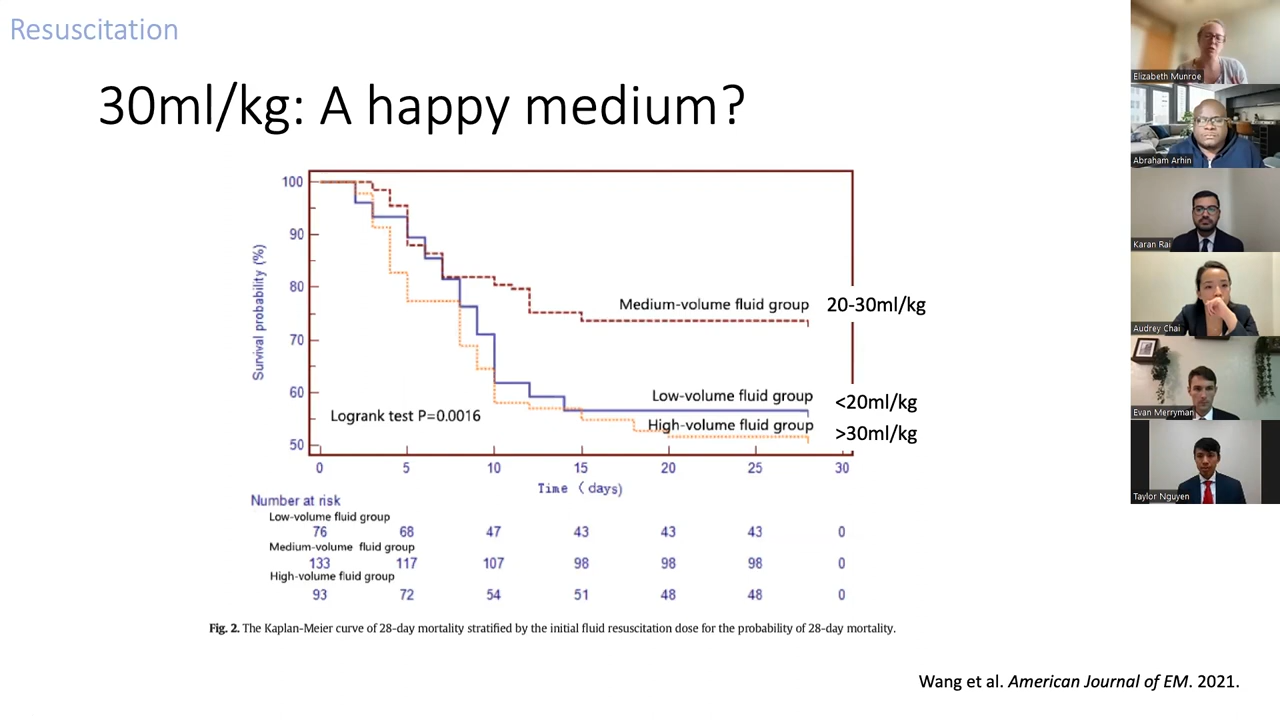 Resuscitation
30ml/kg: A happy medium?
Survival probability (%)
100
90
80
70
60
50
Medium-volume fluid group
20-30ml/kg
Low-volume fluid group
<20ml/kg
High-volume fluid group
>30ml/kg
Logrank test P=0.0016
0 5 10 15 20 25 30
Time (days)
Number at risk
Low-volume fluid group
76 68 47 43 43 43 0
Medium-volume fluid group
133 117 107 98 98 98 0
High-volume fluid group
93 72 54 51 48 48 0
Fig. 2. The Kaplan-Meier curve of 28-day mortality stratified by the initial fluid resuscitation dose for the probability of 28-day mortality.
Wang et al. American Journal of EM. 2021.
Elizabeth Munroe
Abraham Arhin
Karan Rai
Audrey Chai
Evan Merryman
Taylor Nguyen